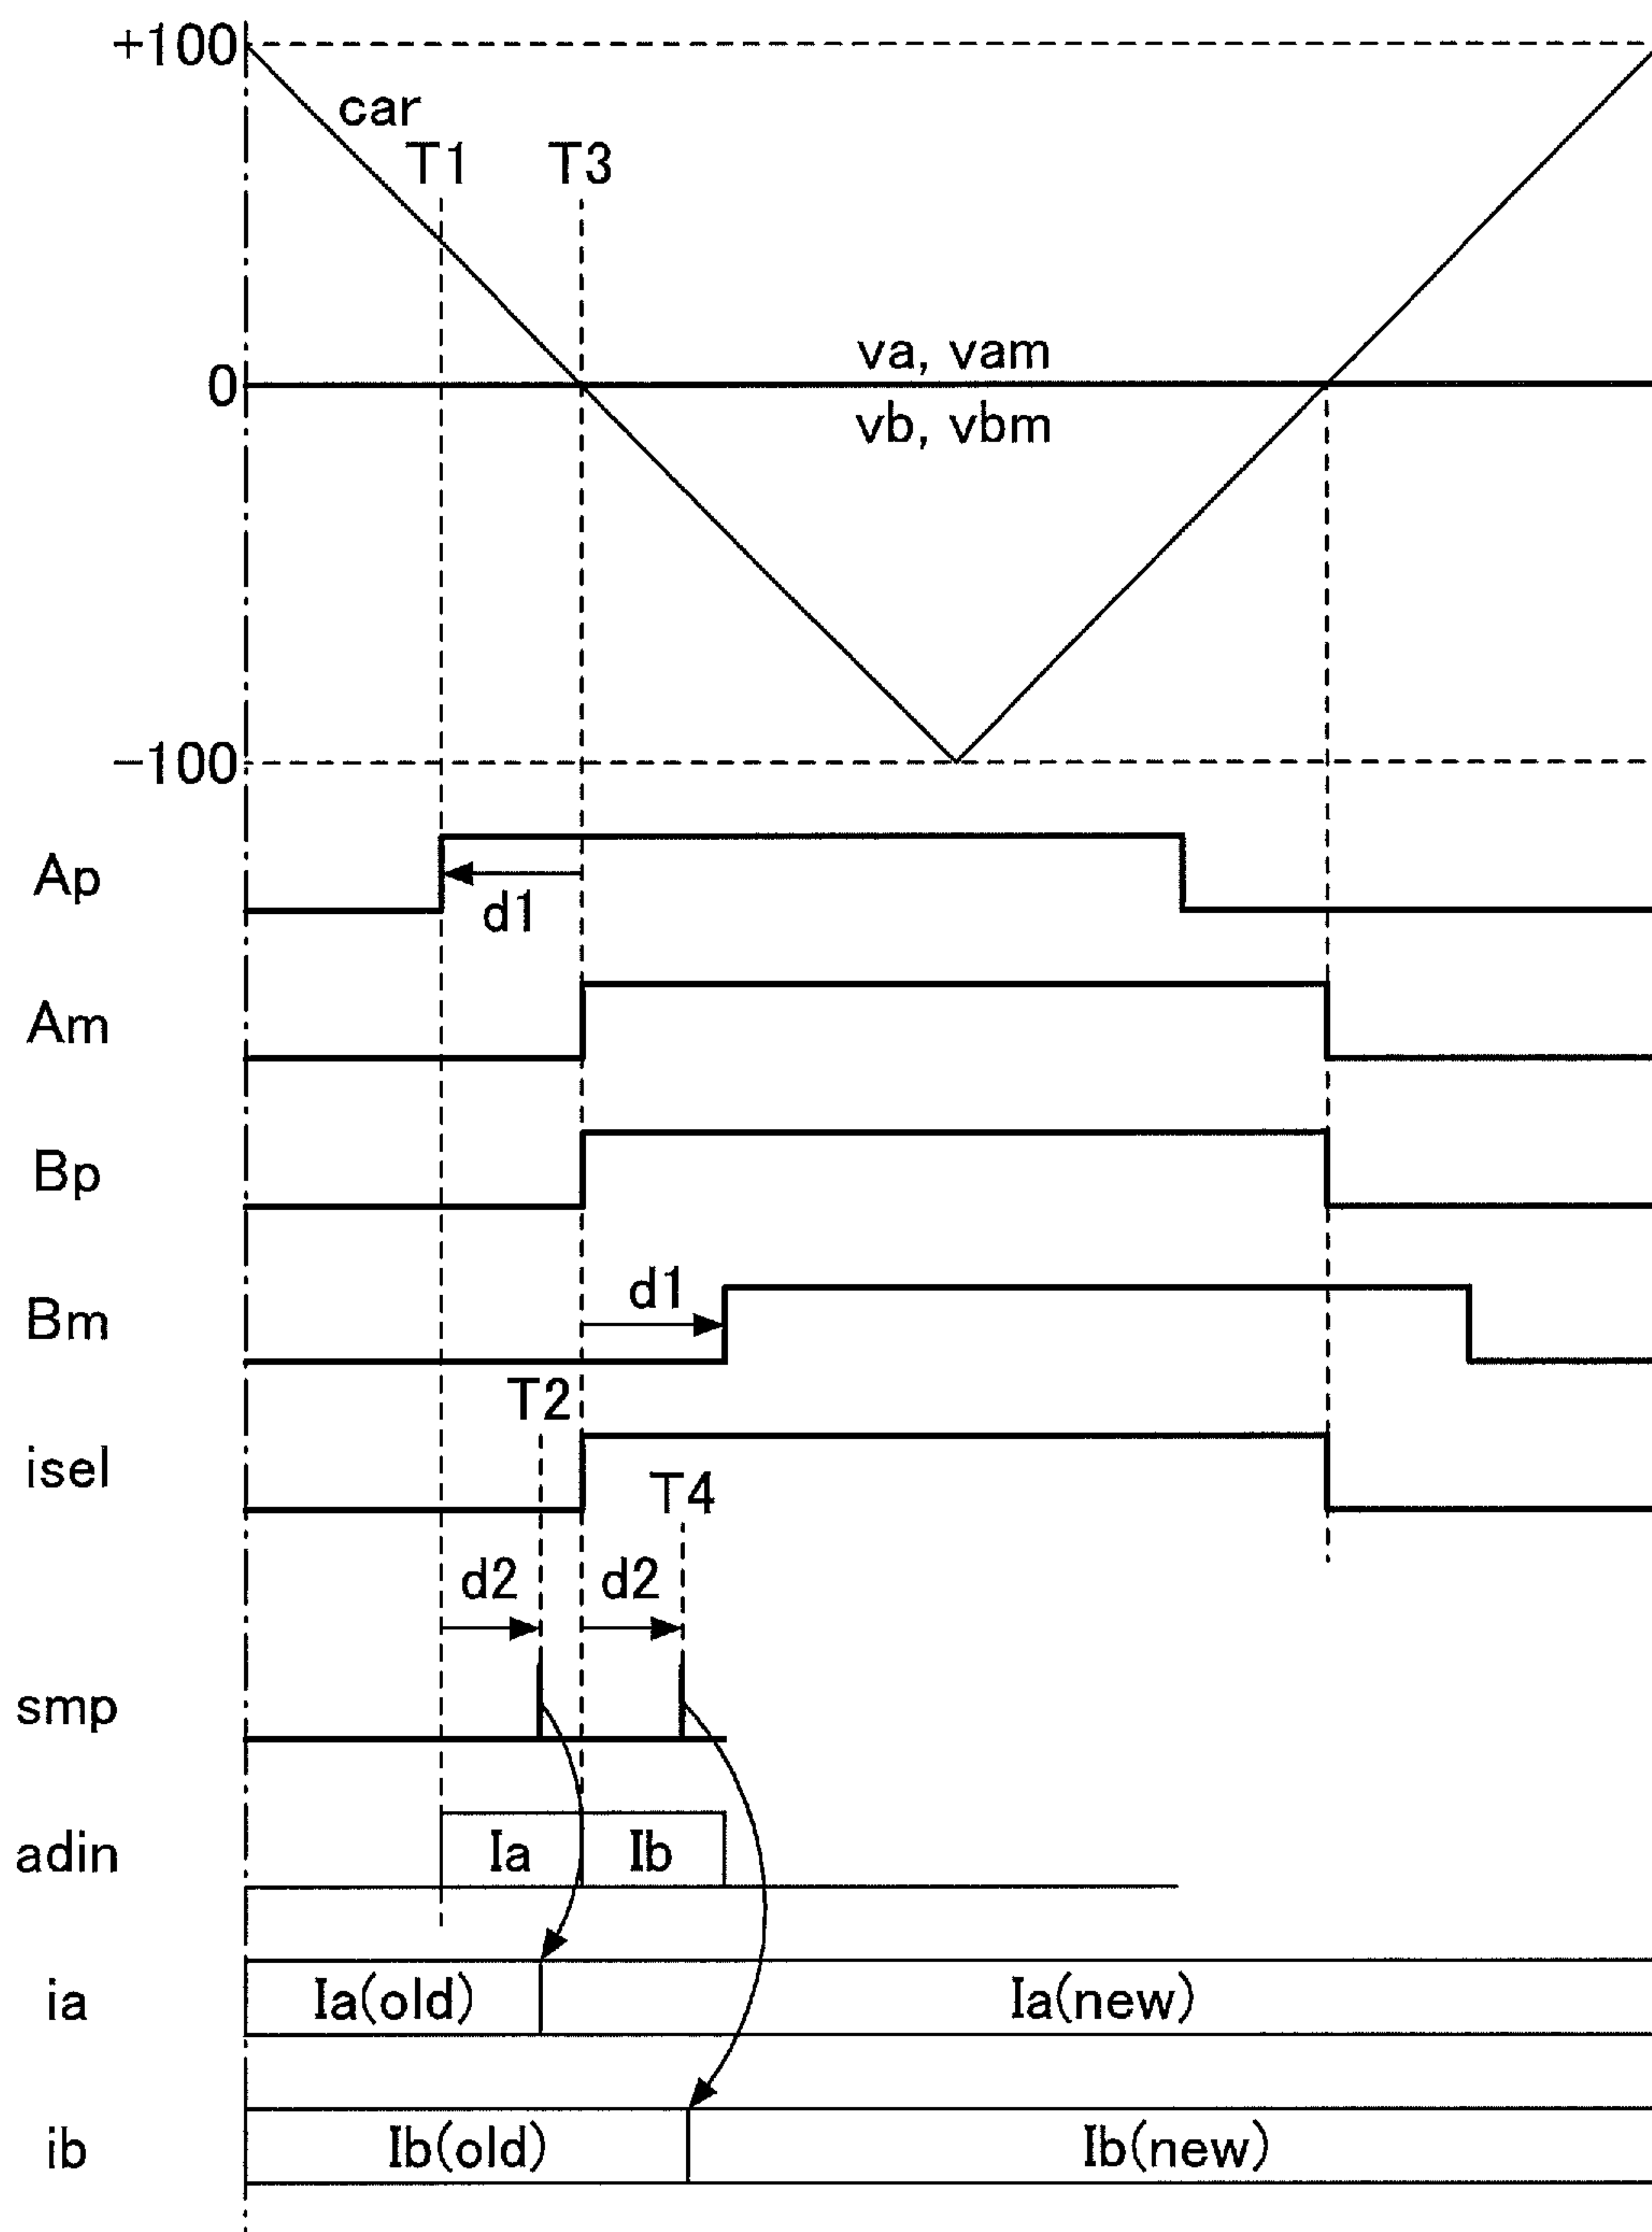 +100
car
T1 T3
va, vam
0
vb, vbm
−100
Ap
d1
Am
Bp
d1
Bm
T2
isel
T4
d2 d2
smp
adin Ia Ib
ia Ia(old) Ia(new)
ib Ib(old) Ib(new)